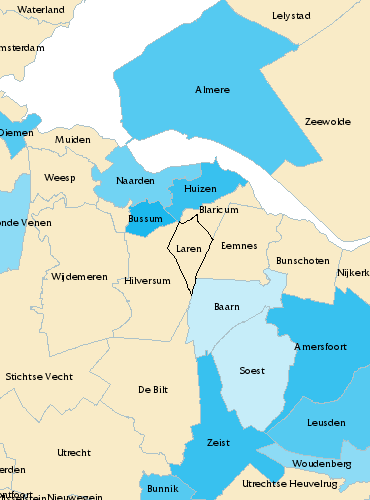 Waterland
Lelystad
msterdam
Almere
Zeewolde
Diemen
Muiden
Weesp
Naarden
Huizen
Blaricum
Bussum
onde Venen
Laren
Eemnes
Bunschoten
Wijdemeren
Hilversum
Nijkerk
Baarn
Amersfoort
Soest
Stichtse Vecht
De Bilt
Leusden
Zeist
Utrecht
Woudenberg
erden
Utrechtse Heuvelrug
Bunnik
ontfoort
Nieuwegein